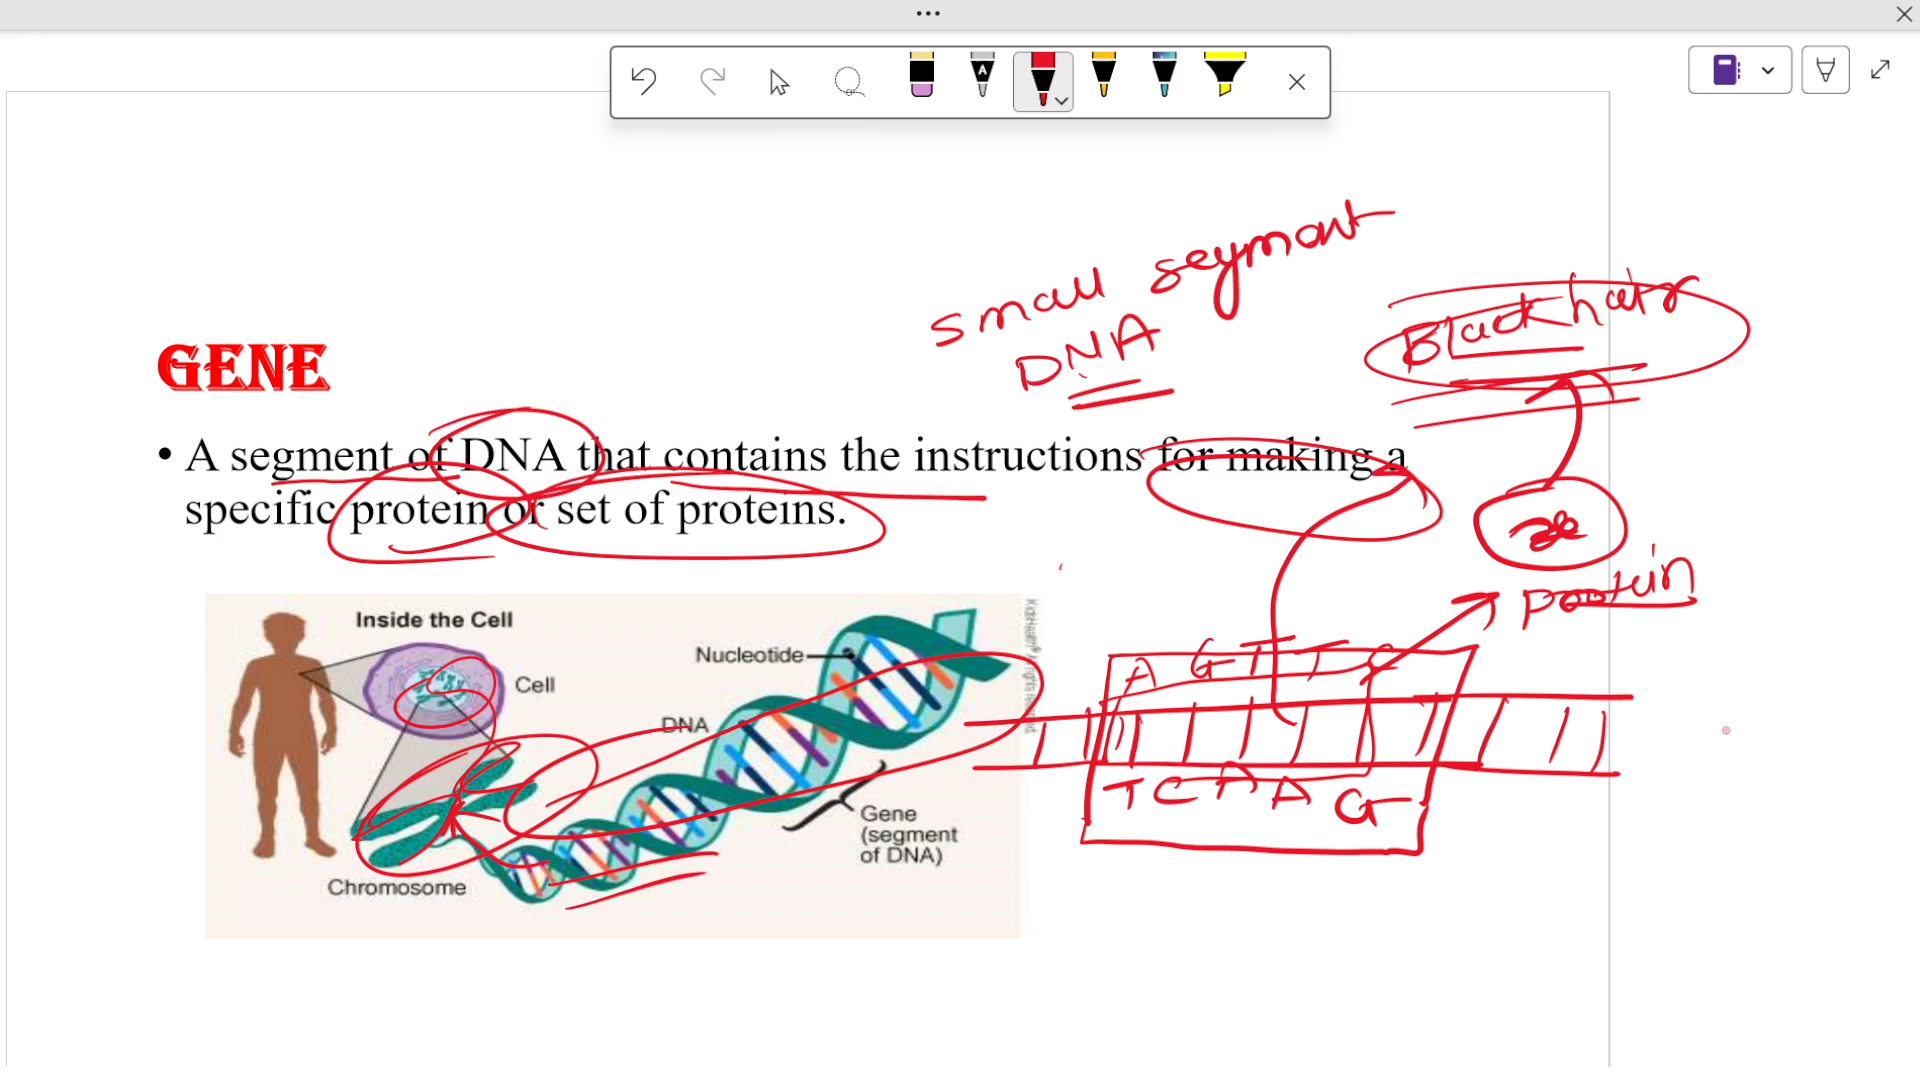 small segment
DNA
Black hair
GENE
• A segment of DNA that contains the instructions for making a
specific protein or set of proteins.
protein
Inside the Cell
Nucleotide
Cell
DNA
Gene
(segment
of DNA)
Chromosome
A G T T C
T C A A G